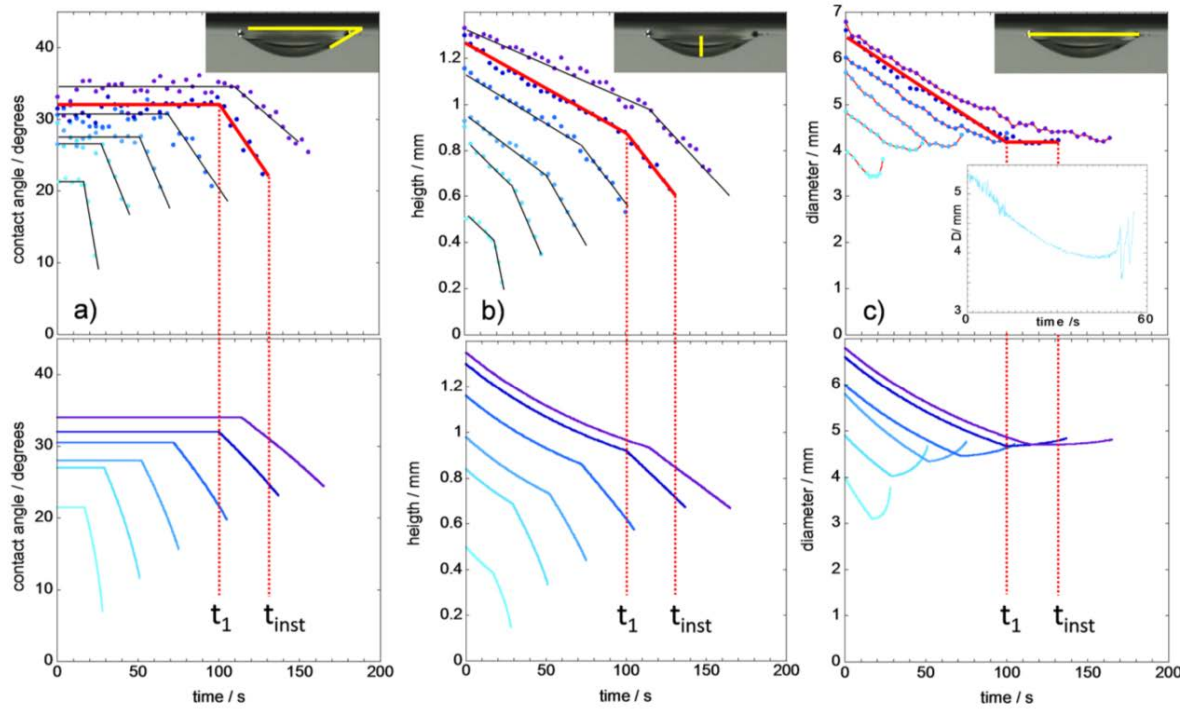 40
30
20
10
0
contact angle / degrees
a)
1.2
1
0.8
0.6
0.4
0.2
0
heigth / mm
b)
7
6
5
4
3
2
1
0
diameter / mm
c)
5
4
3
D/ mm
0
60
time /s
40
30
20
10
0
contact angle / degrees
t1
tinst
0
50
100
150
200
time / s
1.2
1
0.8
0.6
0.4
0.2
0
heigth / mm
t1
tinst
0
50
100
150
200
time / s
6
5
4
3
2
1
0
diameter / mm
t1
tinst
0
50
100
150
200
time / s